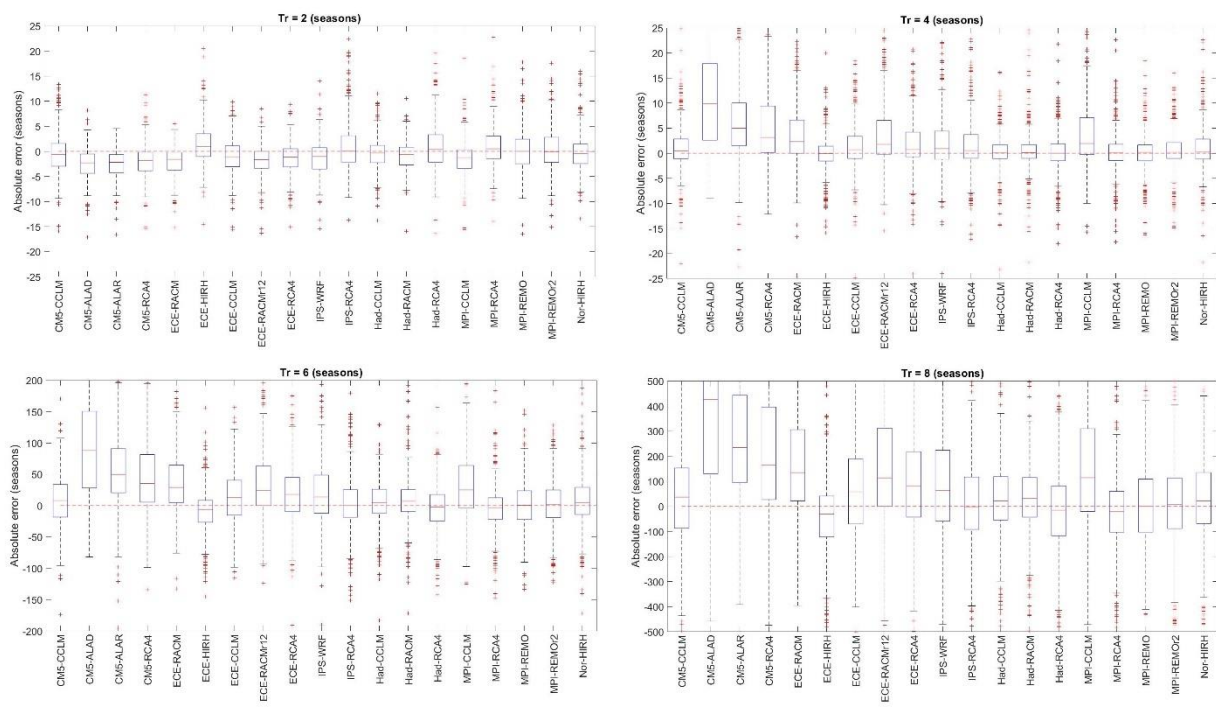 Tr = 2 (seasons)
Absolute error (seasons)
25
20
15
10
5
0
-5
-10
-15
-20
-25
CM5-CCLM
CM5-ALAD
CM5-ALAR
CM5-RCA4
ECE-RACM
ECE-HIRH
ECE-CCLM
ECE-RACMr12
ECE-RCA4
IPS-WRF
IPS-RCA4
Had-CCLM
Had-RACM
Had-RCA4
MPI-CCLM
MPI-RCA4
MPI-REMO
MPI-REMOr2
Nor-HIRH
Tr = 4 (seasons)
Absolute error (seasons)
25
20
15
10
5
0
-5
-10
-15
-20
-25
CM5-CCLM
CM5-ALAD
CM5-ALAR
CM5-RCA4
ECE-RACM
ECE-HIRH
ECE-CCLM
ECE-RACMr12
ECE-RCA4
IPS-WRF
IPS-RCA4
Had-CCLM
Had-RACM
Had-RCA4
MPI-CCLM
MPI-RCA4
MPI-REMO
MPI-REMOr2
Nor-HIRH
Tr = 6 (seasons)
Absolute error (seasons)
200
150
100
50
0
-50
-100
-150
-200
CM5-CCLM
CM5-ALAD
CM5-ALAR
CM5-RCA4
ECE-RACM
ECE-HIRH
ECE-CCLM
ECE-RACMr12
ECE-RCA4
IPS-WRF
IPS-RCA4
Had-CCLM
Had-RACM
Had-RCA4
MPI-CCLM
MPI-RCA4
MPI-REMO
MPI-REMOr2
Nor-HIRH
Tr = 8 (seasons)
Absolute error (seasons)
500
400
300
200
100
0
-100
-200
-300
-400
-500
CM5-CCLM
CM5-ALAD
CM5-ALAR
CM5-RCA4
ECE-RACM
ECE-HIRH
ECE-CCLM
ECE-RACMr12
ECE-RCA4
IPS-WRF
IPS-RCA4
Had-CCLM
Had-RACM
Had-RCA4
MPI-CCLM
MPI-RCA4
MPI-REMO
MPI-REMOr2
Nor-HIRH